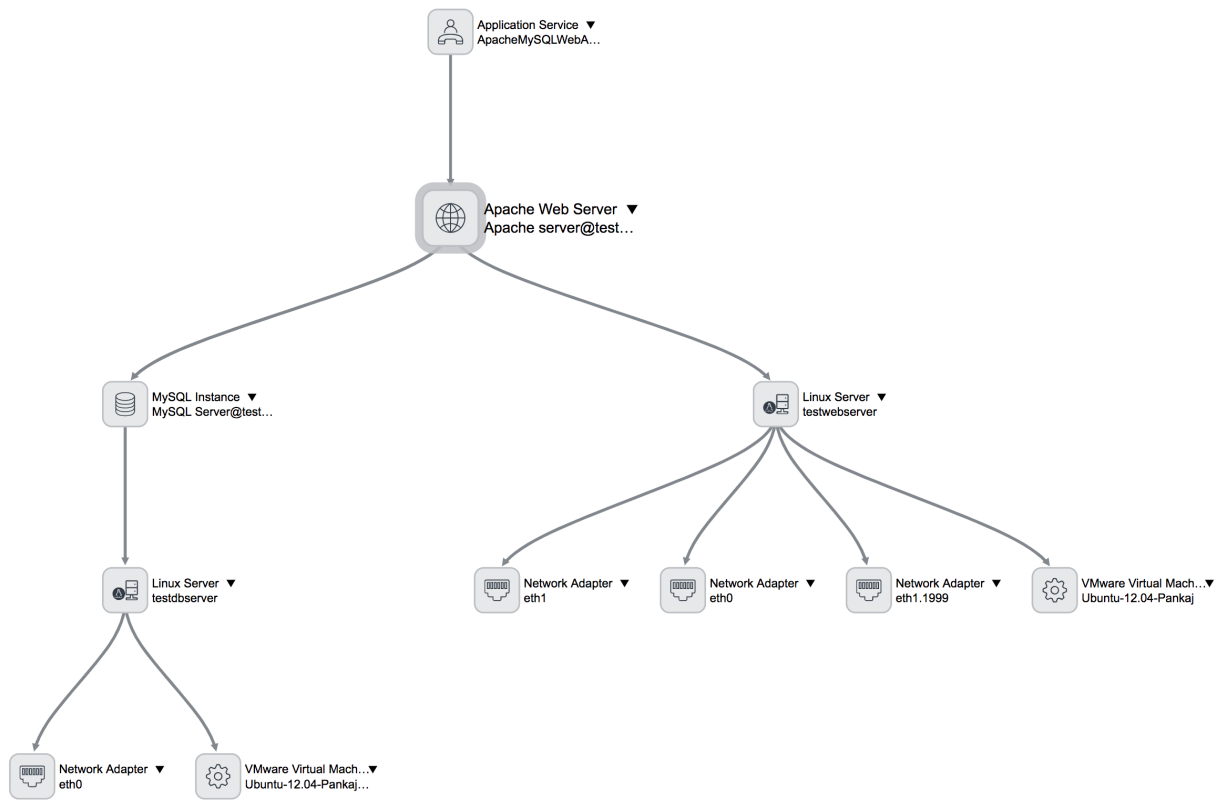 Application Service
ApacheMySQLWebA...
Apache Web Server
Apache server@test...
MySQL Instance
MySQL Server@test...
Linux Server
testwebserver
Linux Server
testdbserver
Network Adapter
eth1
Network Adapter
eth0
Network Adapter
eth1.1999
VMware Virtual Mach...
Ubuntu-12.04-Pankaj
Network Adapter
eth0
VMware Virtual Mach...
Ubuntu-12.04-Pankaj...